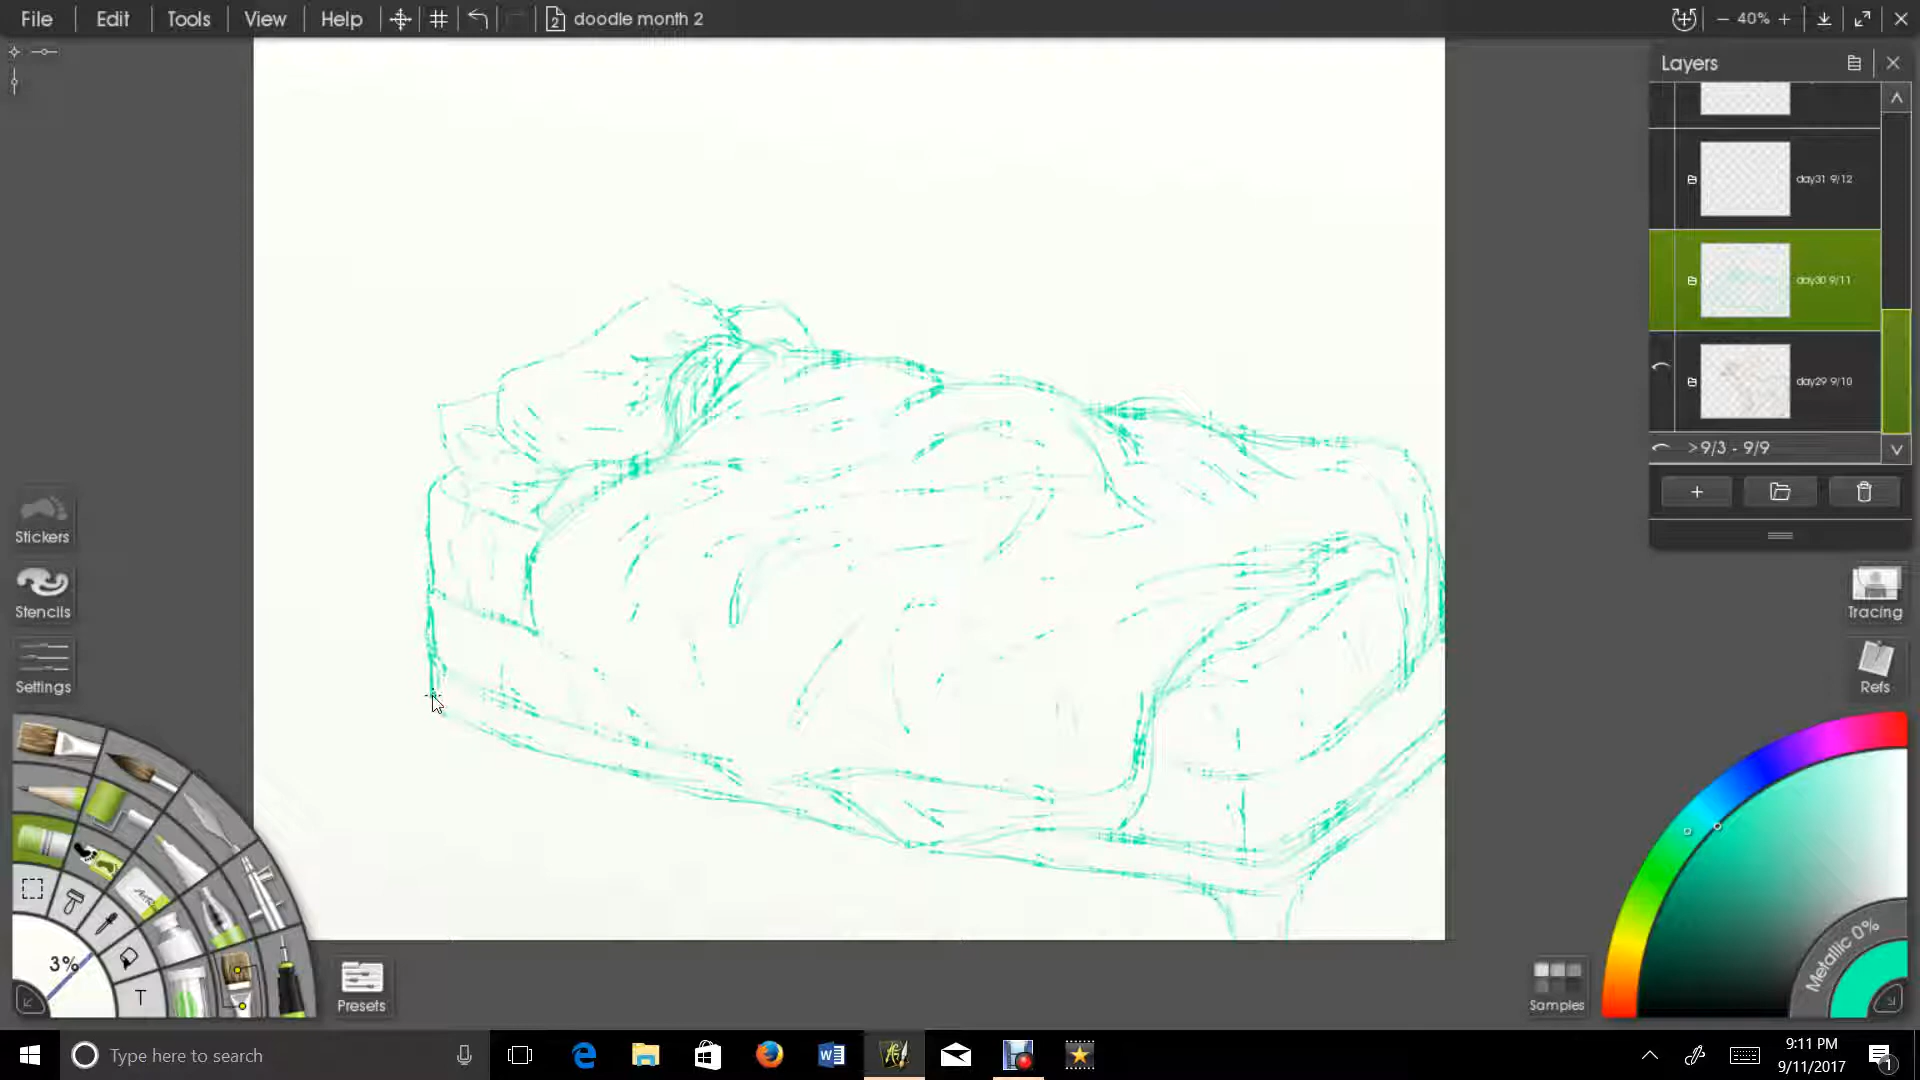 File Edit Tools View Help doodle month 2 40%
Layers
day31 9/12
day30 9/11
day29 9/10
>9/3 - 9/9
Stickers
Stencils
Settings
Tracing
Refs
3%
T
Presets
Metallic 0%
Samples
Type here to search
9:11 PM
9/11/2017
1